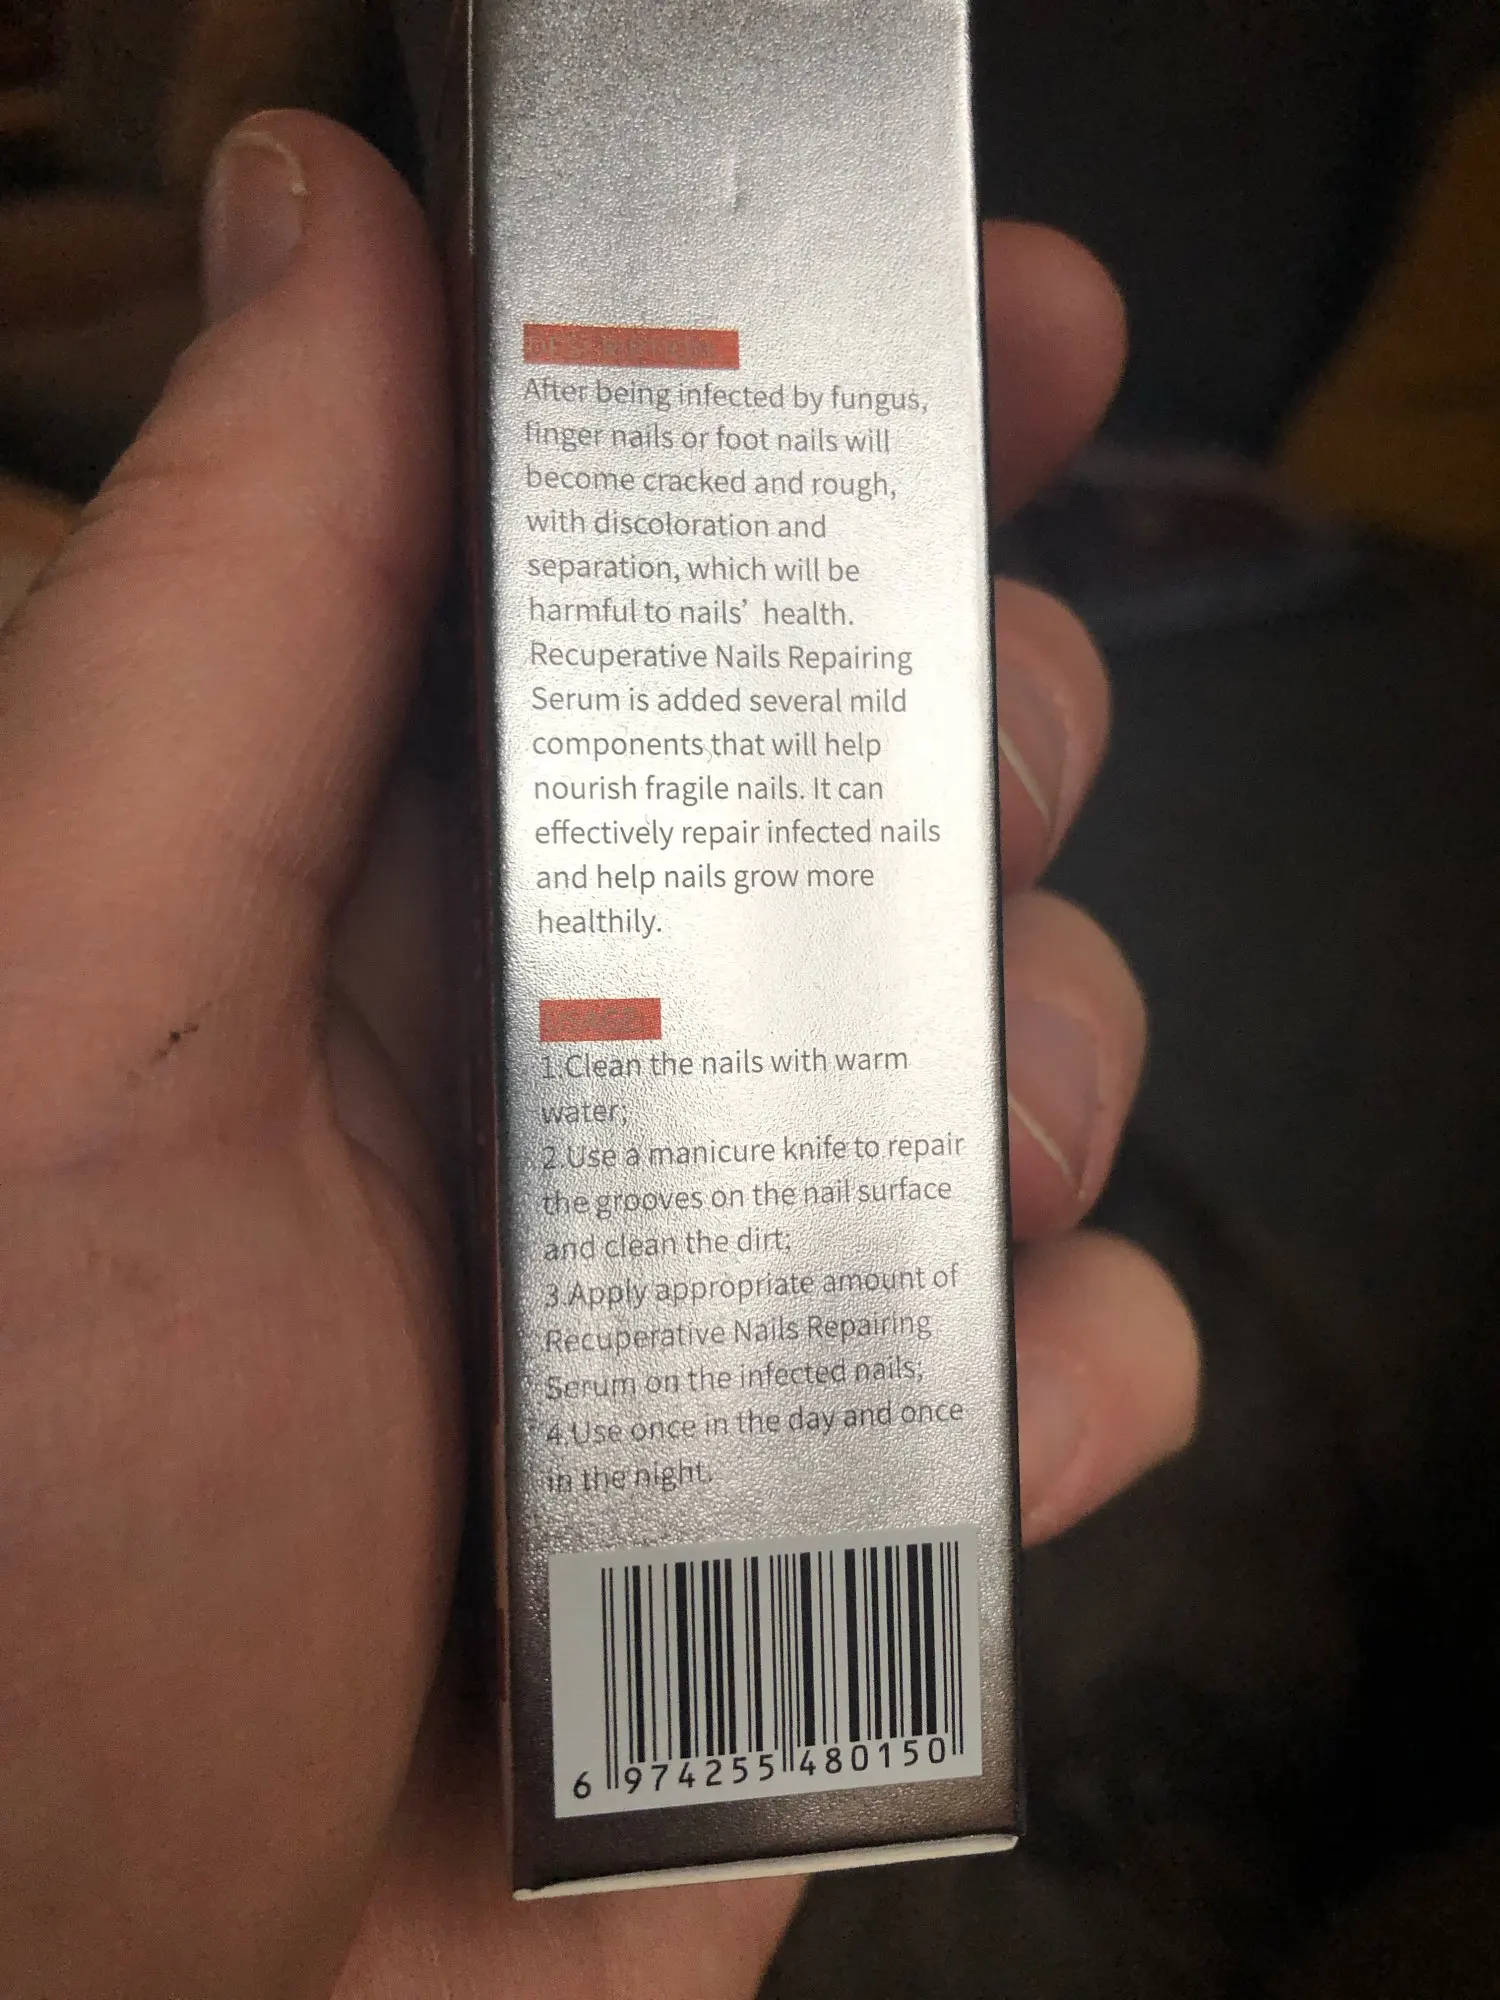 DESCRIPTION:
After being infected by fungus,
finger nails or foot nails will
become cracked and rough,
with discoloration and
separation, which will be
harmful to nails’ health.
Recuperative Nails Repairing
Serum is added several mild
components that will help
nourish fragile nails. It can
effectively repair infected nails
and help nails grow more
healthily.
USAGE:
1.Clean the nails with warm
water;
2.Use a manicure knife to repair
the grooves on the nail surface
and clean the dirt;
3.Apply appropriate amount of
Recuperative Nails Repairing
Serum on the infected nails;
4.Use once in the day and once
in the night.
6 974255 480150